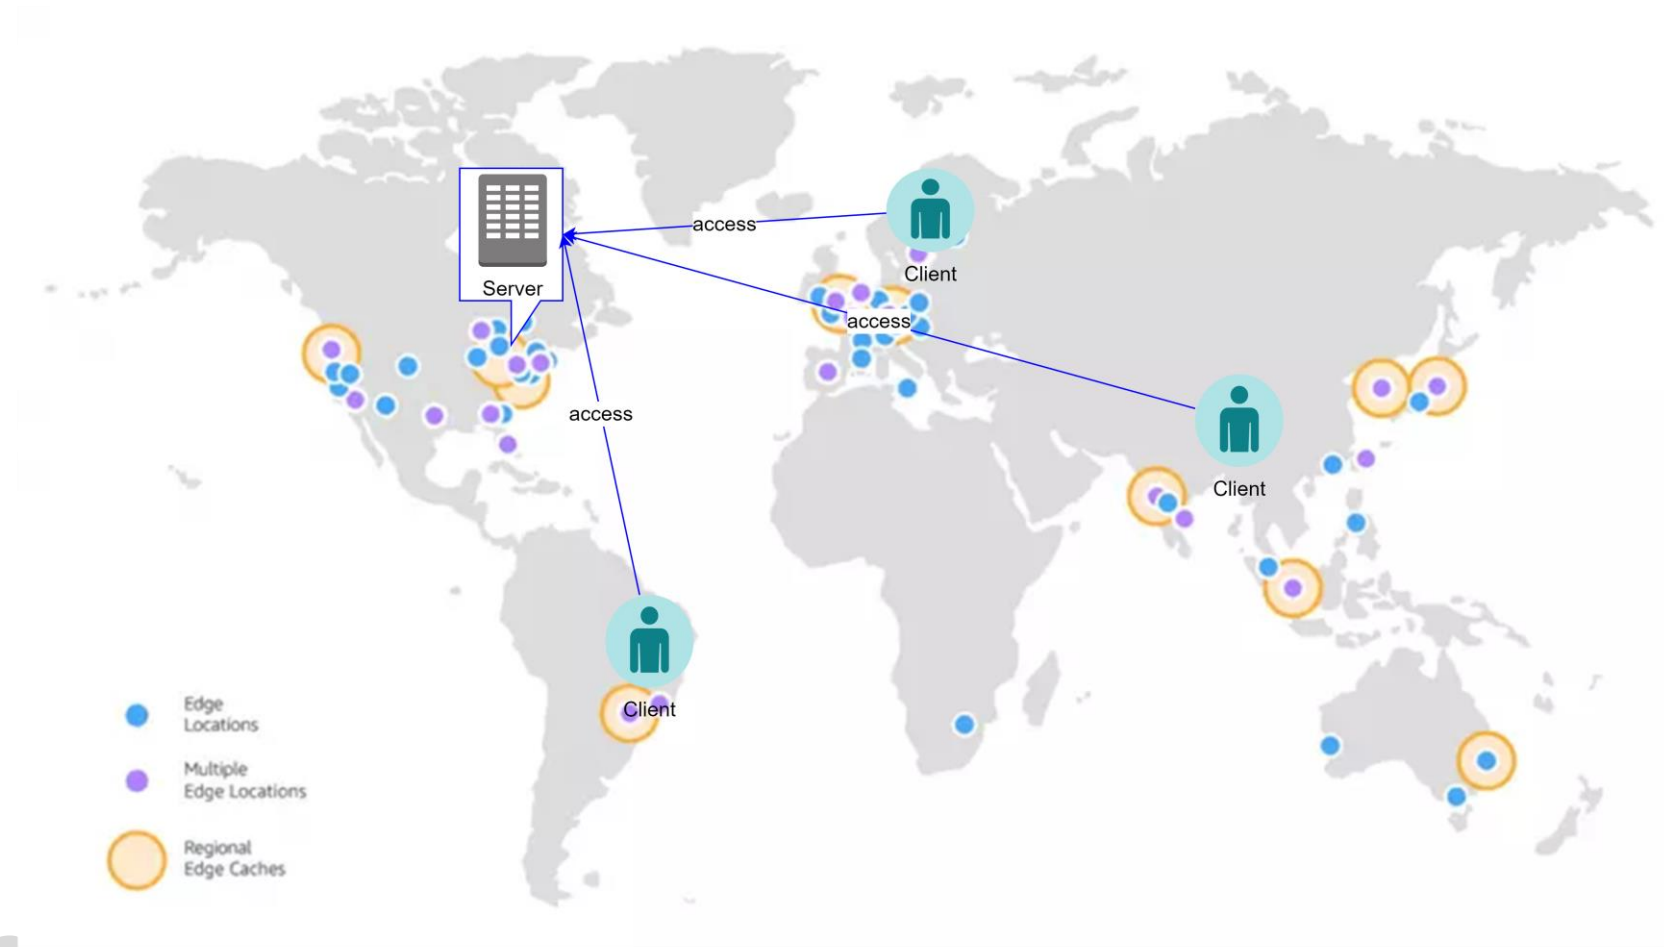 Server
access
Client
access
access
Client
Client
Edge
Locations
Multiple
Edge Locations
Regional
Edge Caches